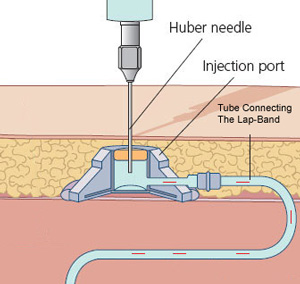 Huber needle
Injection port
Tube Connecting
The Lap-Band